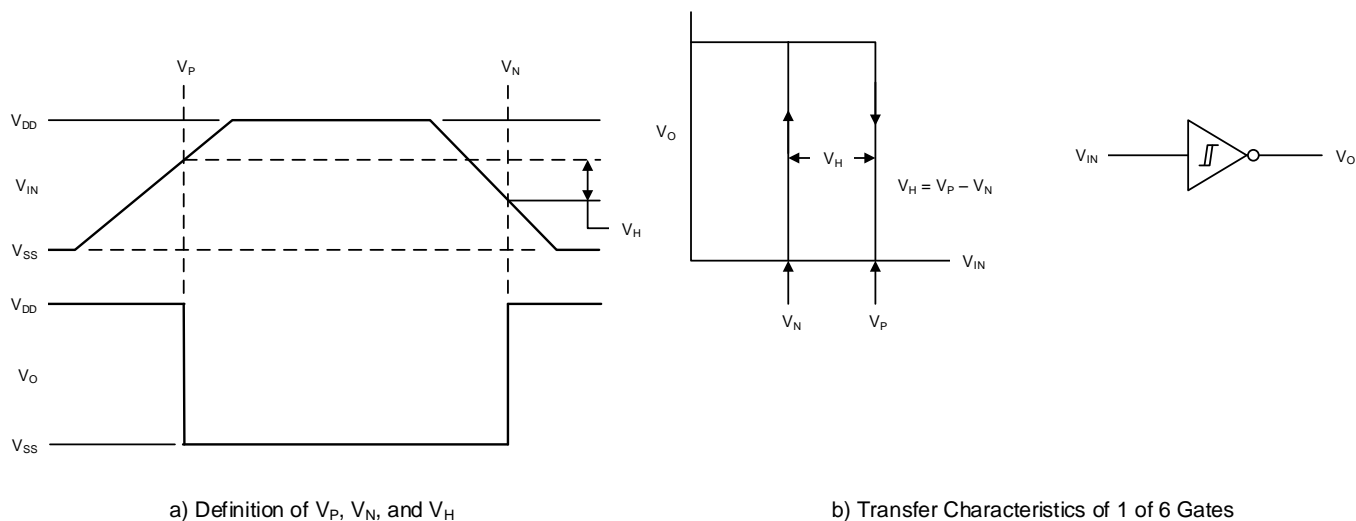 V_P
V_N
V_DD
V_IN
V_SS
V_H
V_DD
V_O
V_SS
a) Definition of V_P, V_N, and V_H
V_O
V_H
V_H = V_P – V_N
V_IN
V_N
V_P
V_IN
V_O
b) Transfer Characteristics of 1 of 6 Gates